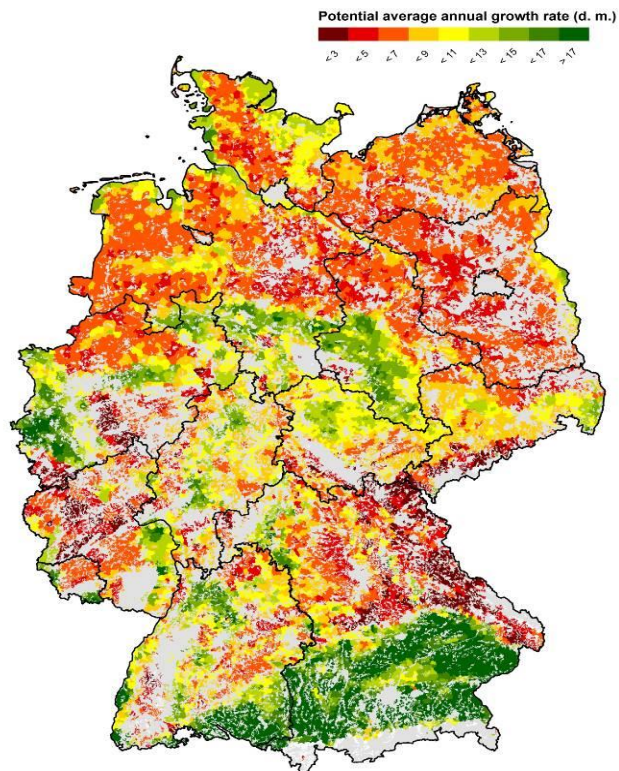 Potential average annual growth rate (d. m.)
< 3 < 5 < 7 < 9 < 11 < 13 < 15 < 17 > 17